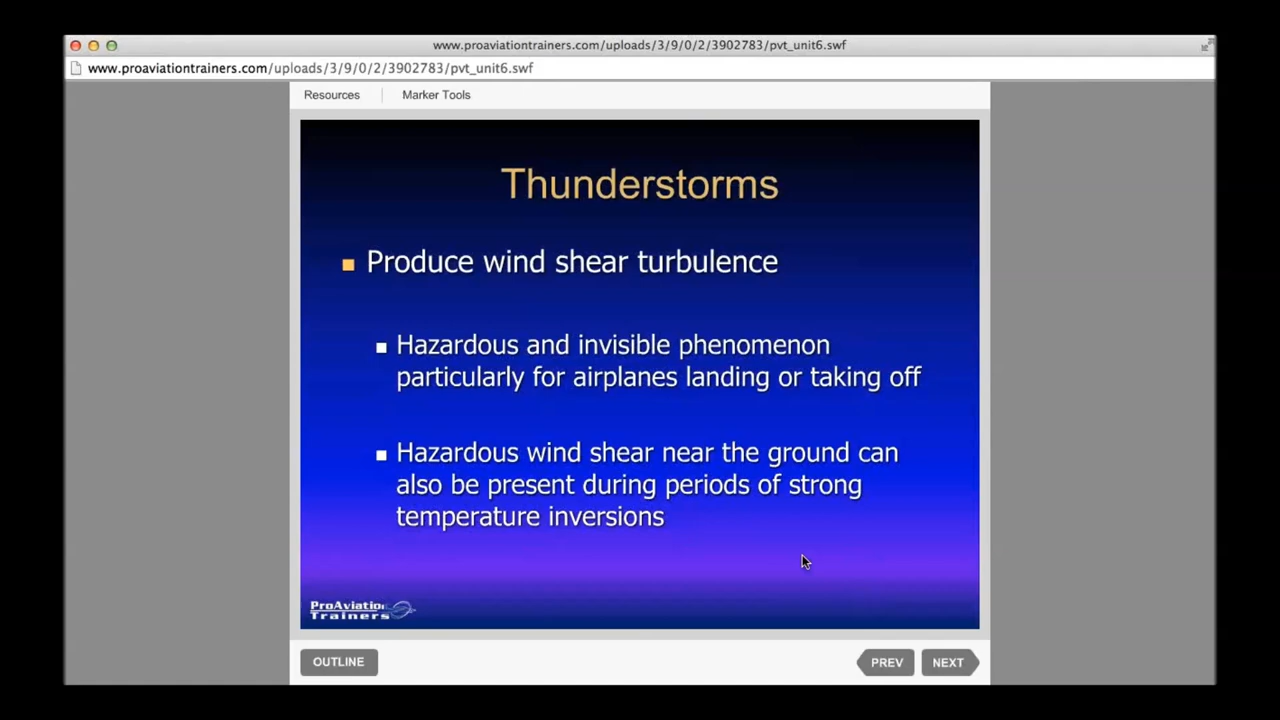 www.proaviationtrainers.com/uploads/3/9/0/2/3902783/pvt_unit6.swf
www.proaviationtrainers.com/uploads/3/9/0/2/3902783/pvt_unit6.swf
Resources
Marker Tools
Thunderstorms
Produce wind shear turbulence
Hazardous and invisible phenomenon
particularly for airplanes landing or taking off
Hazardous wind shear near the ground can
also be present during periods of strong
temperature inversions
ProAviation
Trainers
OUTLINE
PREV
NEXT